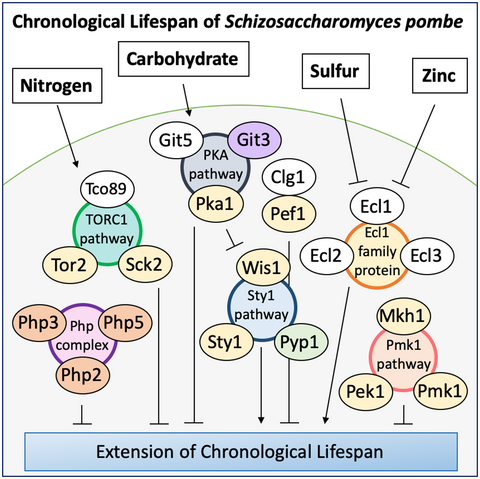 Chronological Lifespan of Schizosaccharomyces pombe
Nitrogen
Carbohydrate
Sulfur
Zinc
Git5
Git3
PKA
pathway
Pka1
Clg1
Pef1
Tco89
TORC1
pathway
Tor2
Sck2
Ecl1
Ecl1
family
protein
Ecl2
Ecl3
Wis1
Sty1
pathway
Sty1
Pyp1
Php3
Php
complex
Php5
Php2
Mkh1
Pmk1
pathway
Pek1
Pmk1
Extension of Chronological Lifespan